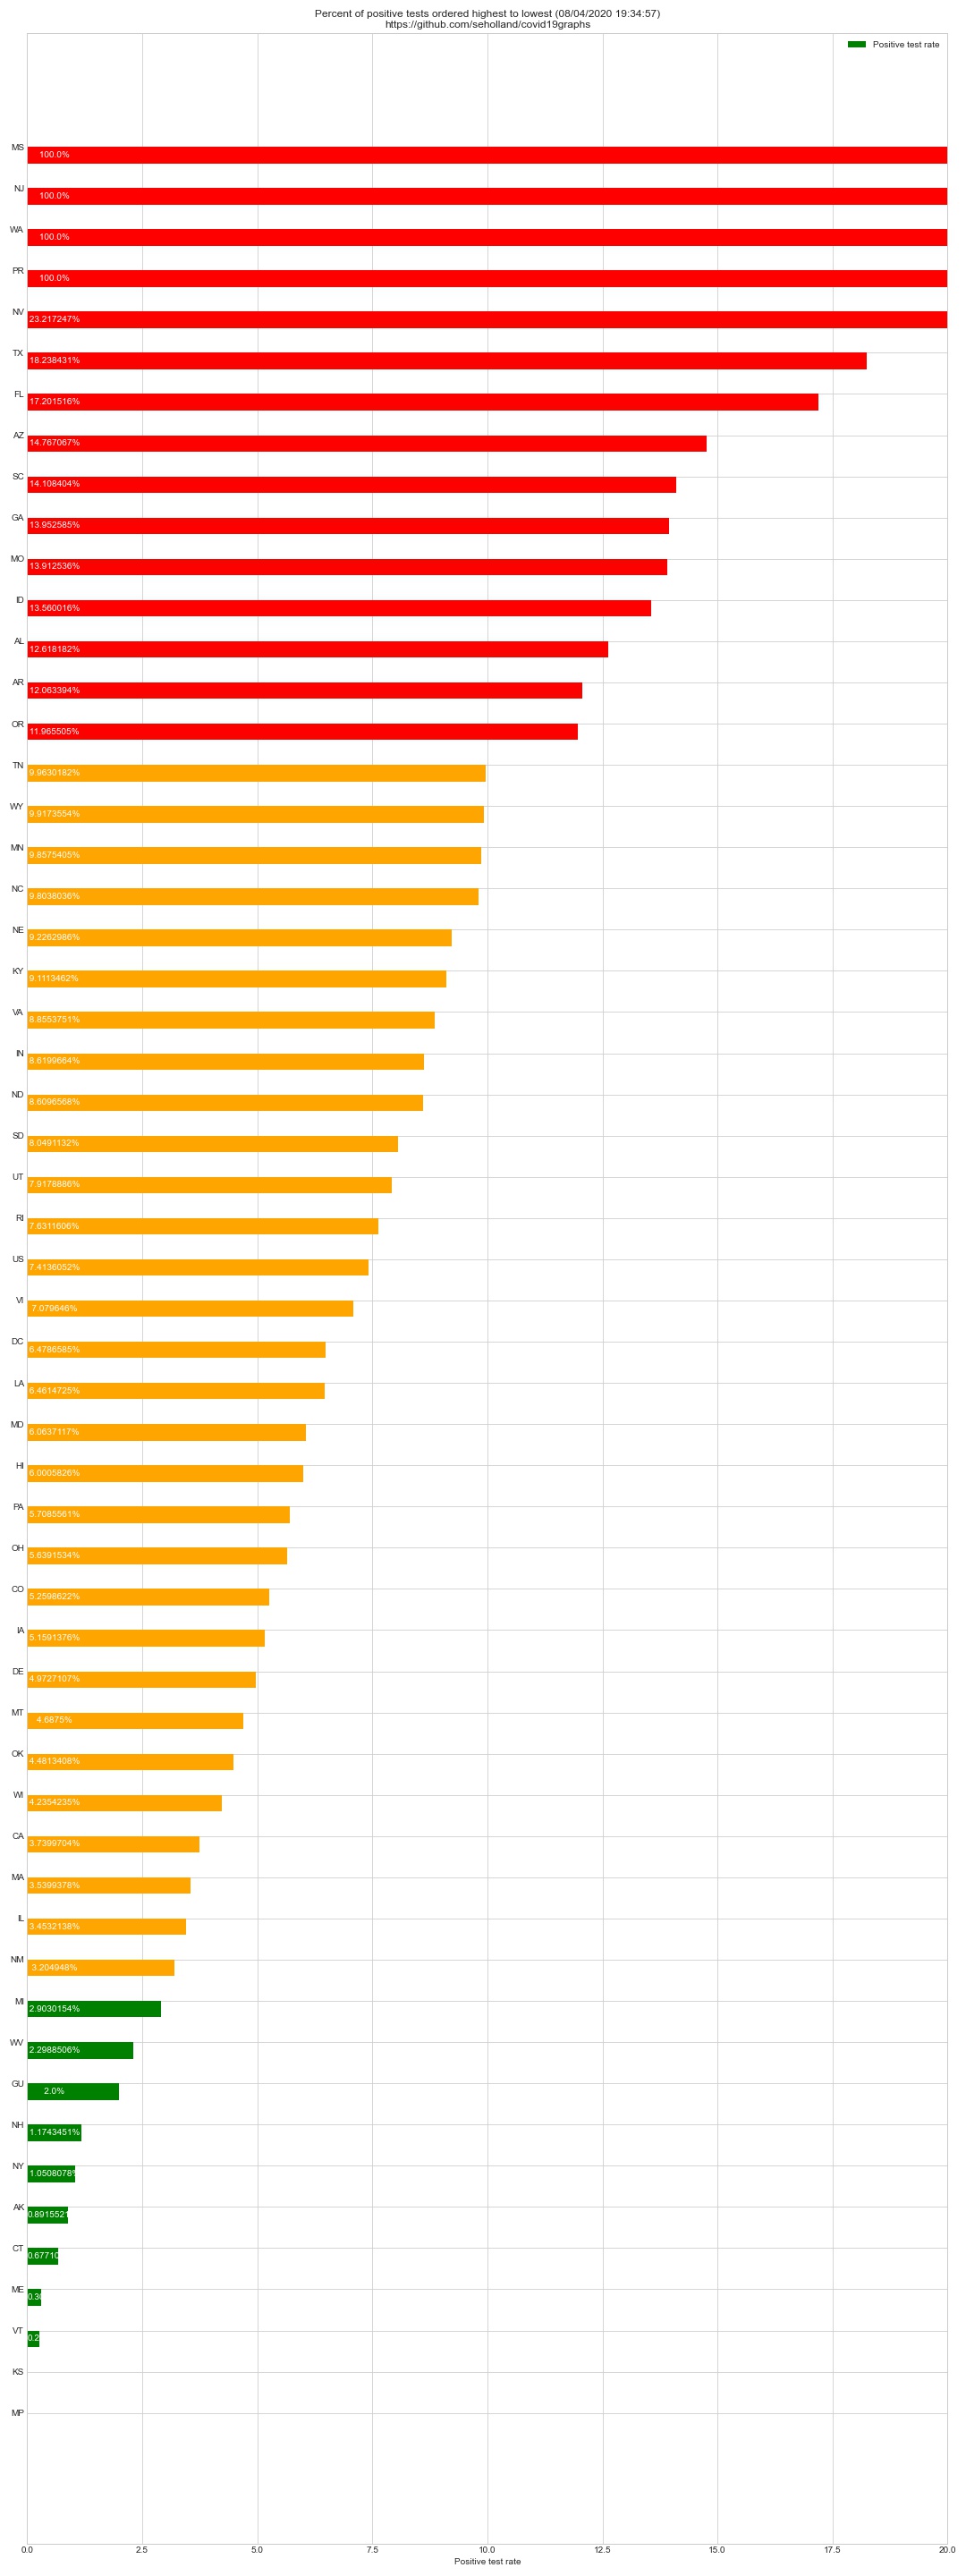 Percent of positive tests ordered highest to lowest (08/04/2020 19:34:57)
https://github.com/seholland/covid19graphs
Positive test rate
MS 100.0%
NJ 100.0%
WA 100.0%
PR 100.0%
NV 23.217247%
TX 18.238431%
FL 17.201516%
AZ 14.767067%
SC 14.108404%
GA 13.952585%
MO 13.912536%
ID 13.560016%
AL 12.618182%
AR 12.063394%
OR 11.965505%
TN 9.9630182%
WY 9.9173554%
MN 9.8575405%
NC 9.8038036%
NE 9.2262986%
KY 9.1113462%
VA 8.8553751%
IN 8.6199664%
ND 8.6096568%
SD 8.0491132%
UT 7.9178886%
RI 7.6311606%
US 7.4136052%
VI 7.079646%
DC 6.4786585%
LA 6.4614725%
MD 6.0637117%
HI 6.0005826%
PA 5.7085561%
OH 5.6391534%
CO 5.2598622%
IA 5.1591376%
DE 4.9727107%
MT 4.6875%
OK 4.4813408%
WI 4.2354235%
CA 3.7399704%
MA 3.5399378%
IL 3.4532138%
NM 3.204948%
MI 2.9030154%
WV 2.2988506%
GU 2.0%
NH 1.1743451%
NY 1.0508078%
AK 0.8915521
CT 0.6771
ME 0.3
VT 0.2
KS
MP
0.0 2.5 5.0 7.5 10.0 12.5 15.0 17.5 20.0
Positive test rate